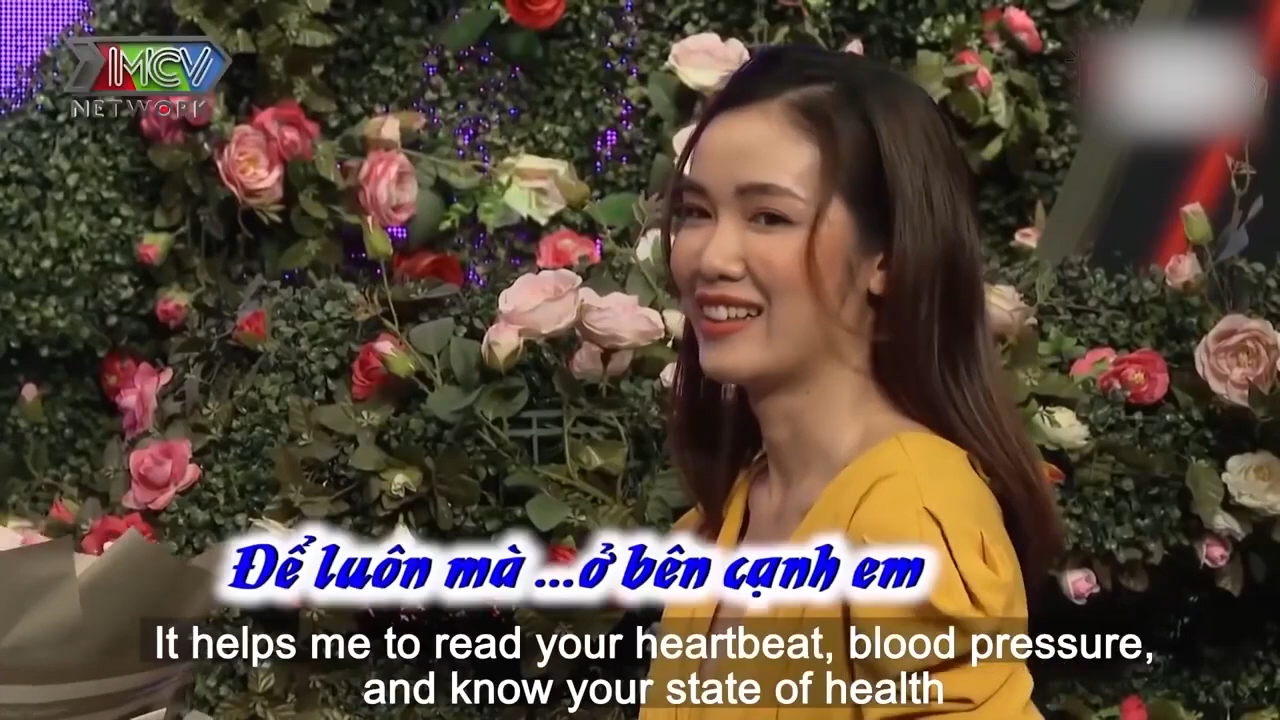 MCV
NETWORK
Để luôn mà ...ở bên cạnh em
It helps me to read your heartbeat, blood pressure,
and know your state of health